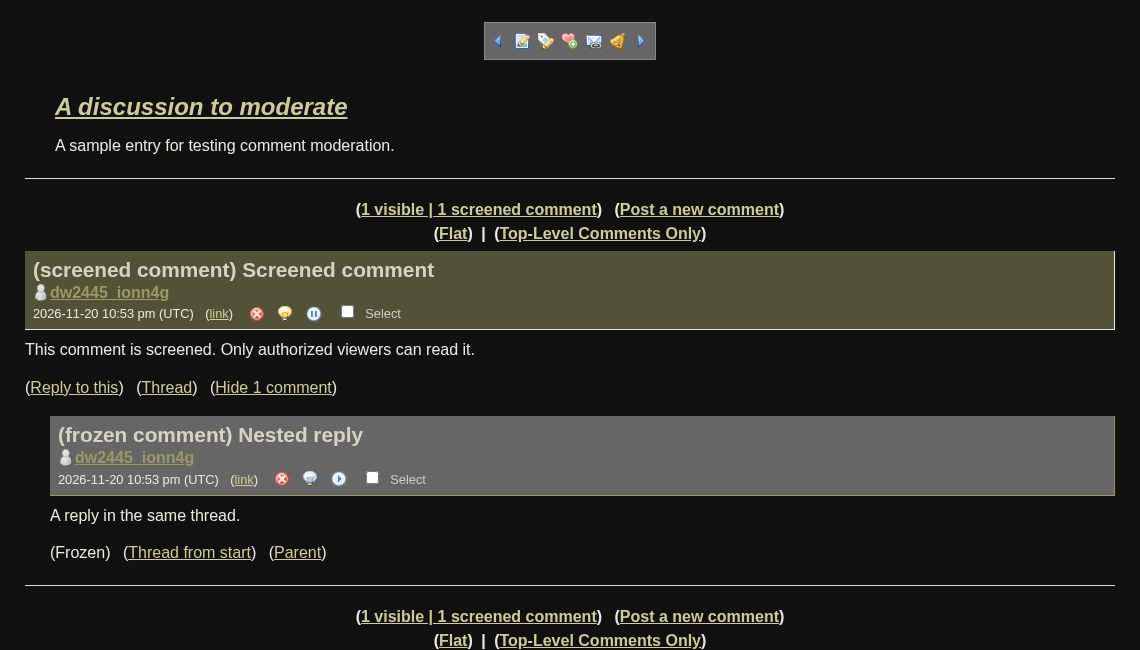 A discussion to moderate
A sample entry for testing comment moderation.
(1 visible | 1 screened comment) (Post a new comment)
(Flat) | (Top-Level Comments Only)
(screened comment) Screened comment
dw2445_ionn4g
2026-11-20 10:53 pm (UTC) (link) Select
This comment is screened. Only authorized viewers can read it.
(Reply to this) (Thread) (Hide 1 comment)
(frozen comment) Nested reply
dw2445_ionn4g
2026-11-20 10:53 pm (UTC) (link) Select
A reply in the same thread.
(Frozen) (Thread from start) (Parent)
(1 visible | 1 screened comment) (Post a new comment)
(Flat) | (Top-Level Comments Only)